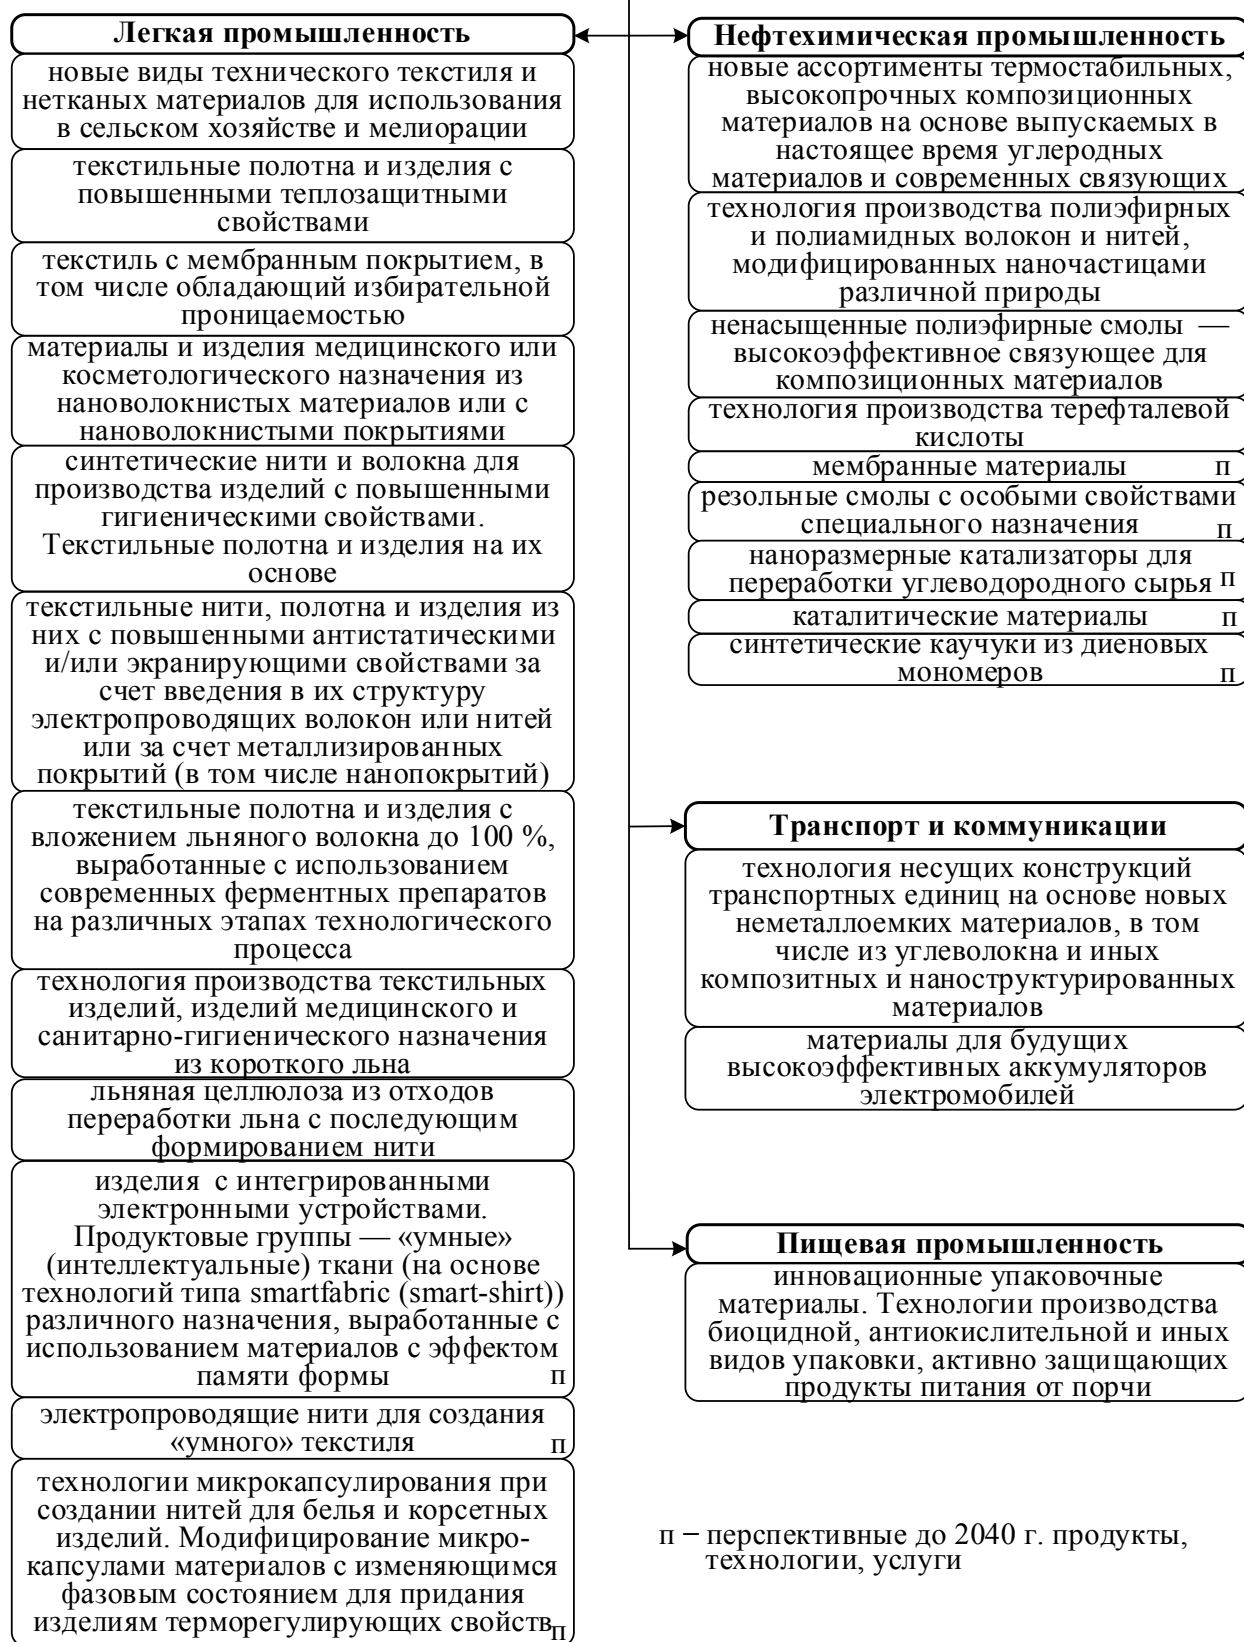 Легкая промышленность
новые виды технического текстиля и
нетканых материалов для использования
в сельском хозяйстве и мелиорации
текстильные полотна и изделия с
повышенными теплозащитными
свойствами
текстиль с мембранным покрытием, в
том числе обладающий избирательной
проницаемостью
материалы и изделия медицинского или
косметологического назначения из
нановолокнистых материалов или с
нановолокнистыми покрытиями
синтетические нити и волокна для
производства изделий с повышенными
гигиеническими свойствами.
Текстильные полотна и изделия на их
основе
текстильные нити, полотна и изделия из
них с повышенными антистатическими
и/или экранирующими свойствами за
счет введения в их структуру
электропроводящих волокон или нитей
или за счет металлизированных
покрытий (в том числе нанопокрытий)
текстильные полотна и изделия с
вложением льняного волокна до 100 %,
выработанные с использованием
современных ферментных препаратов
на различных этапах технологического
процесса
технология производства текстильных
изделий, изделий медицинского и
санитарно-гигиенического назначения
из короткого льна
льняная целлюлоза из отходов
переработки льна с последующим
формированием нити
изделия с интегрированными
электронными устройствами.
Продуктовые группы — «умные»
(интеллектуальные) ткани (на основе
технологий типа smartfabric (smart-shirt))
различного назначения, выработанные с
использованием материалов с эффектом
памяти формы п
электропроводящие нити для создания
«умного» текстиля п
технологии микрокапсулирования при
создании нитей для белья и корсетных
изделий. Модифицирование микро-
капсулами материалов с изменяющимся
фазовым состоянием для придания
изделиям терморегулирующих свойств п
Нефтехимическая промышленность
новые ассортименты термостабильных,
высокопрочных композиционных
материалов на основе выпускаемых в
настоящее время углеродных
материалов и современных связующих
технология производства полиэфирных
и полиамидных волокон и нитей,
модифицированных наночастицами
различной природы
ненасыщенные полиэфирные смолы —
высокоэффективное связующее для
композиционных материалов
технология производства терефталевой
кислоты
мембранные материалы п
резольные смолы с особыми свойствами
специального назначения п
наноразмерные катализаторы для
переработки углеводородного сырья п
каталитические материалы п
синтетические каучуки из диеновых
мономеров п
Транспорт и коммуникации
технология несущих конструкций
транспортных единиц на основе новых
неметаллоемких материалов, в том
числе из углеволокна и иных
композитных и наноструктурированных
материалов
материалы для будущих
высокоэффективных аккумуляторов
электромобилей
Пищевая промышленность
инновационные упаковочные
материалы. Технологии производства
биоцидной, антиокислительной и иных
видов упаковки, активно защищающих
продукты питания от порчи
п – перспективные до 2040 г. продукты,
технологии, услуги